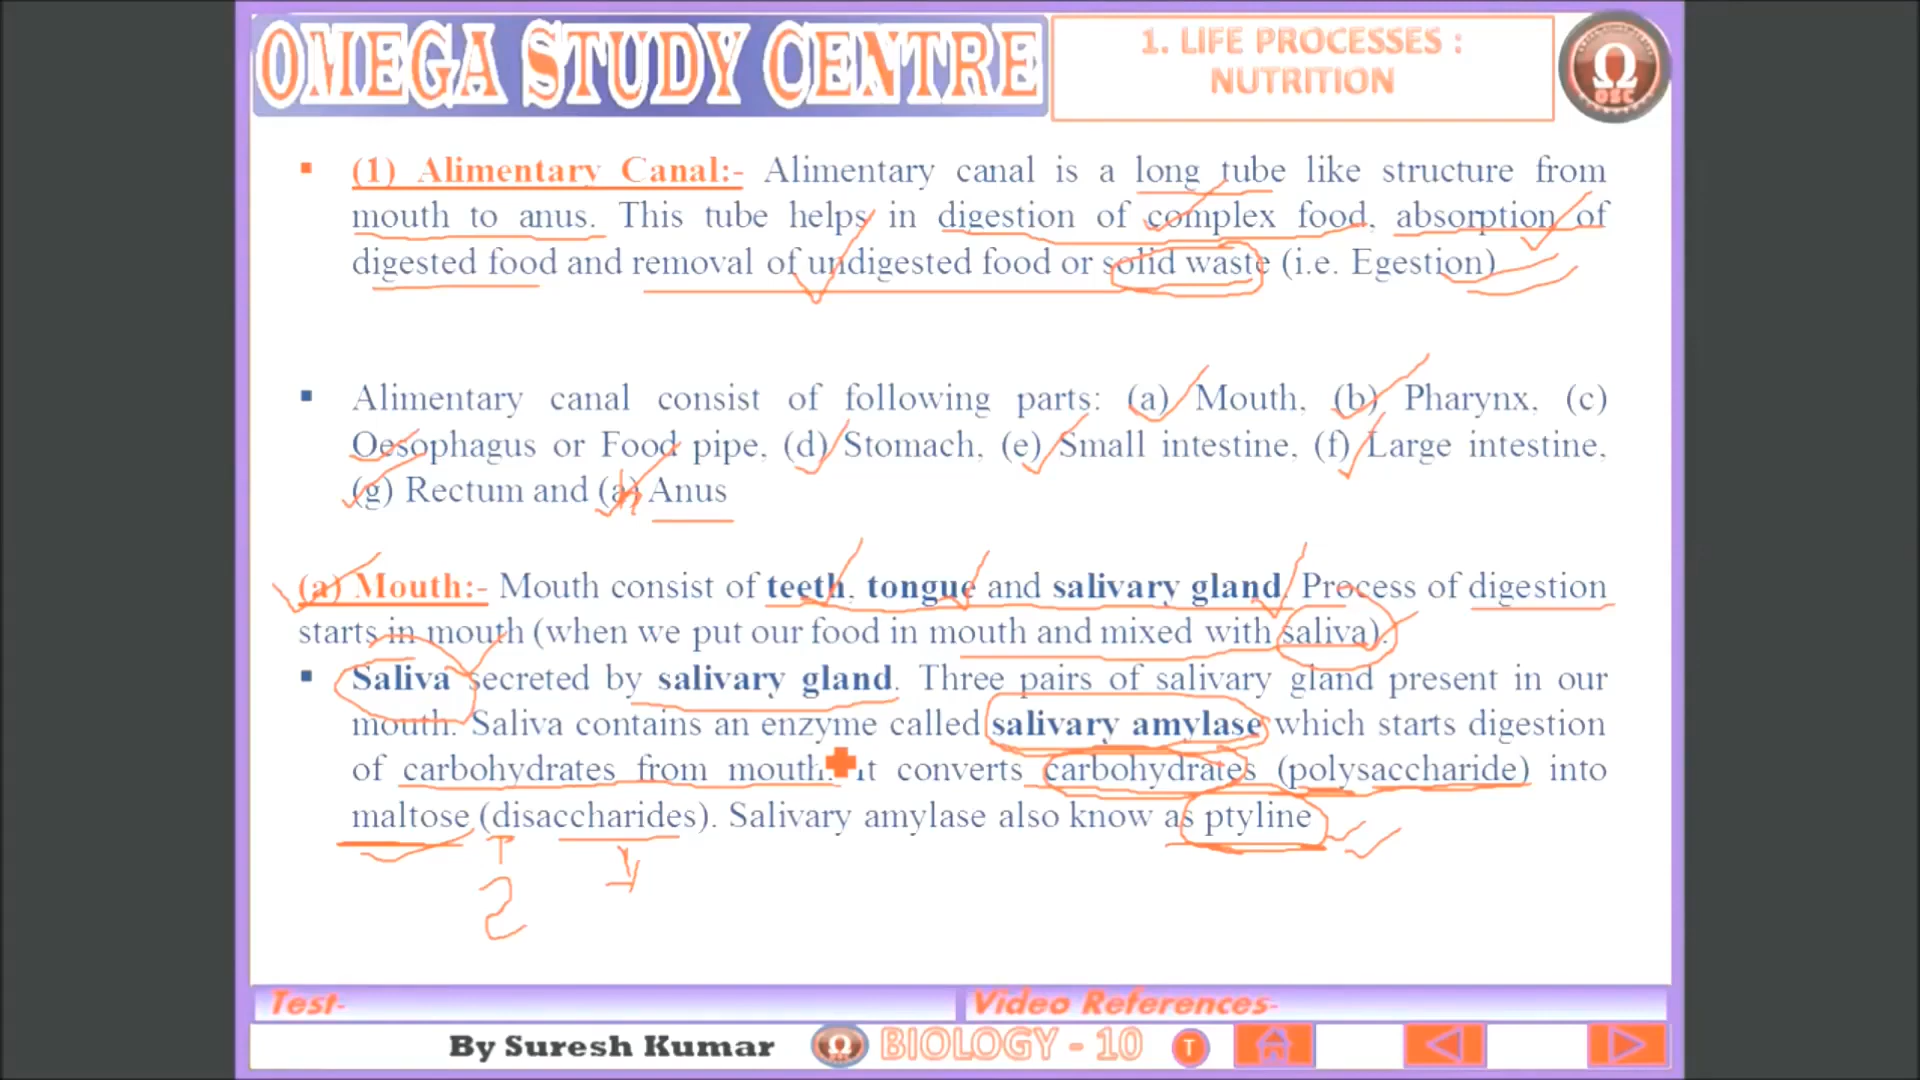 OMEGA STUDY CENTRE
1. LIFE PROCESSES :
NUTRITION
Ω
OSC
(1) Alimentary Canal:- Alimentary canal is a long tube like structure from
mouth to anus. This tube helps in digestion of complex food, absorption of
digested food and removal of undigested food or solid waste (i.e. Egestion)
Alimentary canal consist of following parts: (a) Mouth, (b) Pharynx, (c)
Oesophagus or Food pipe, (d) Stomach, (e) Small intestine, (f) Large intestine,
(g) Rectum and (h) Anus
(a) Mouth:- Mouth consist of teeth, tongue and salivary gland. Process of digestion
starts in mouth (when we put our food in mouth and mixed with saliva).
Saliva secreted by salivary gland. Three pairs of salivary gland present in our
mouth. Saliva contains an enzyme called salivary amylase which starts digestion
of carbohydrates from mouth. It converts carbohydrates (polysaccharide) into
maltose (disaccharides). Salivary amylase also know as ptyline
2
Test-
Video References-
By Suresh Kumar
Ω
BIOLOGY - 10
T